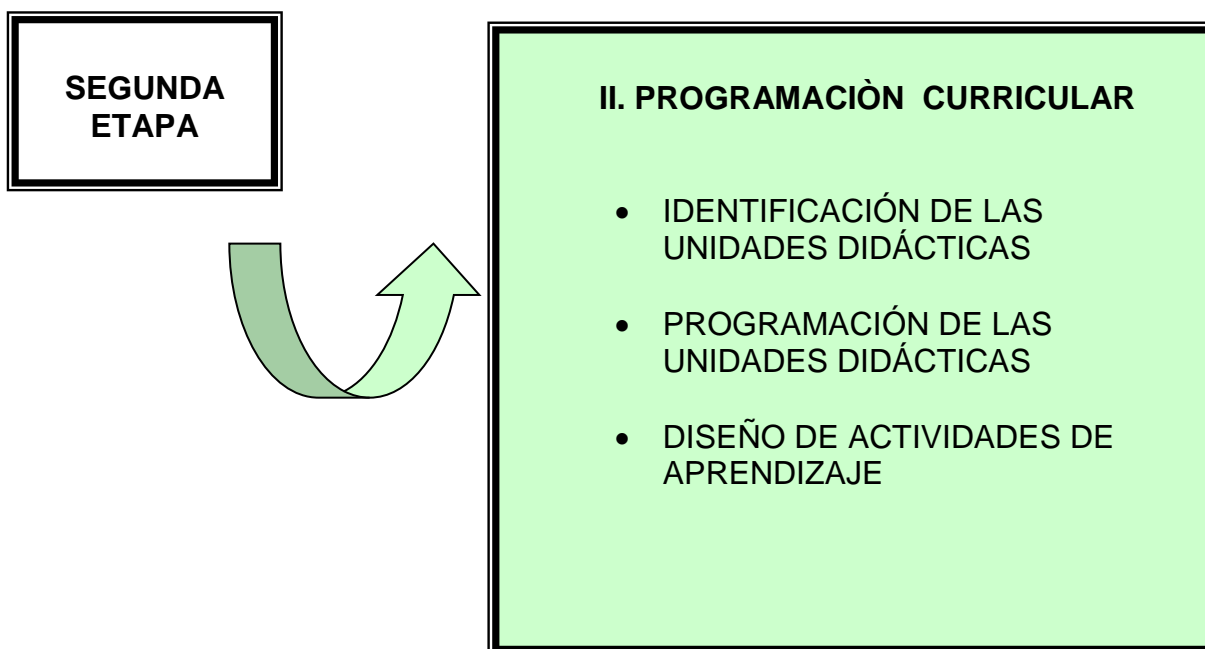 SEGUNDA
ETAPA
II. PROGRAMACIÒN CURRICULAR
• IDENTIFICACIÓN DE LAS
UNIDADES DIDÁCTICAS
• PROGRAMACIÓN DE LAS
UNIDADES DIDÁCTICAS
• DISEÑO DE ACTIVIDADES DE
APRENDIZAJE